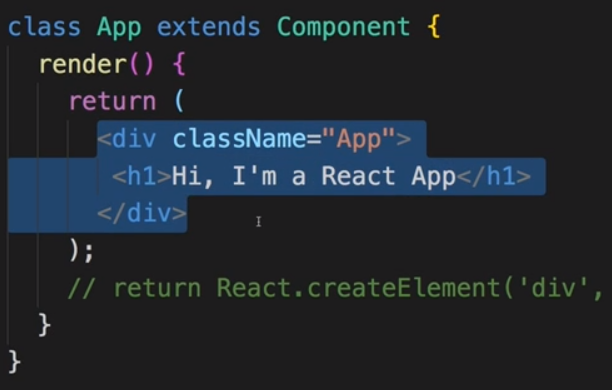 class App extends Component {
render() {
return (
<div className="App">
<h1>Hi, I'm a React App</h1>
</div>
);
// return React.createElement('div',
}
}